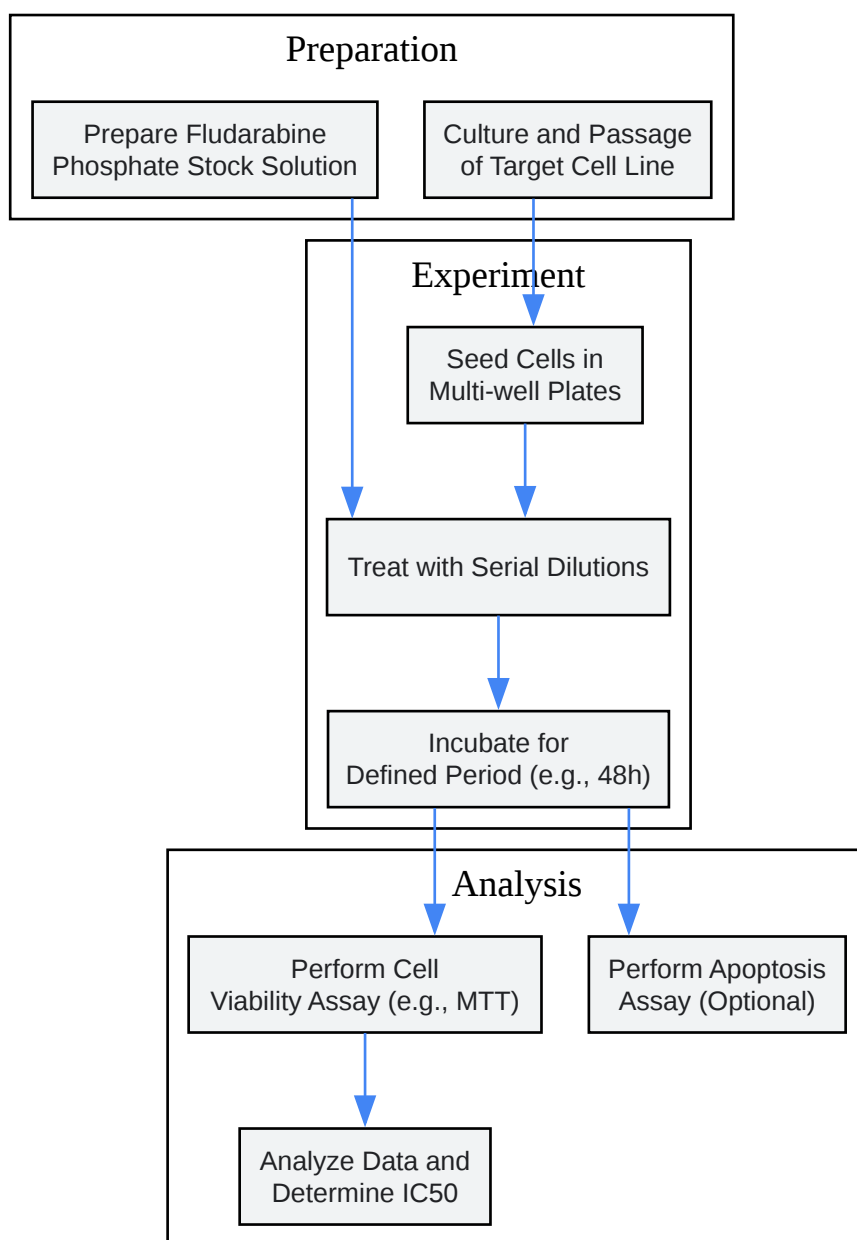 Preparation
Prepare Fludarabine
Phosphate Stock Solution
Culture and Passage
of Target Cell Line
Experiment
Seed Cells in
Multi-well Plates
Treat with Serial Dilutions
Incubate for
Defined Period (e.g., 48h)
Analysis
Perform Cell
Viability Assay (e.g., MTT)
Perform Apoptosis
Assay (Optional)
Analyze Data and
Determine IC50